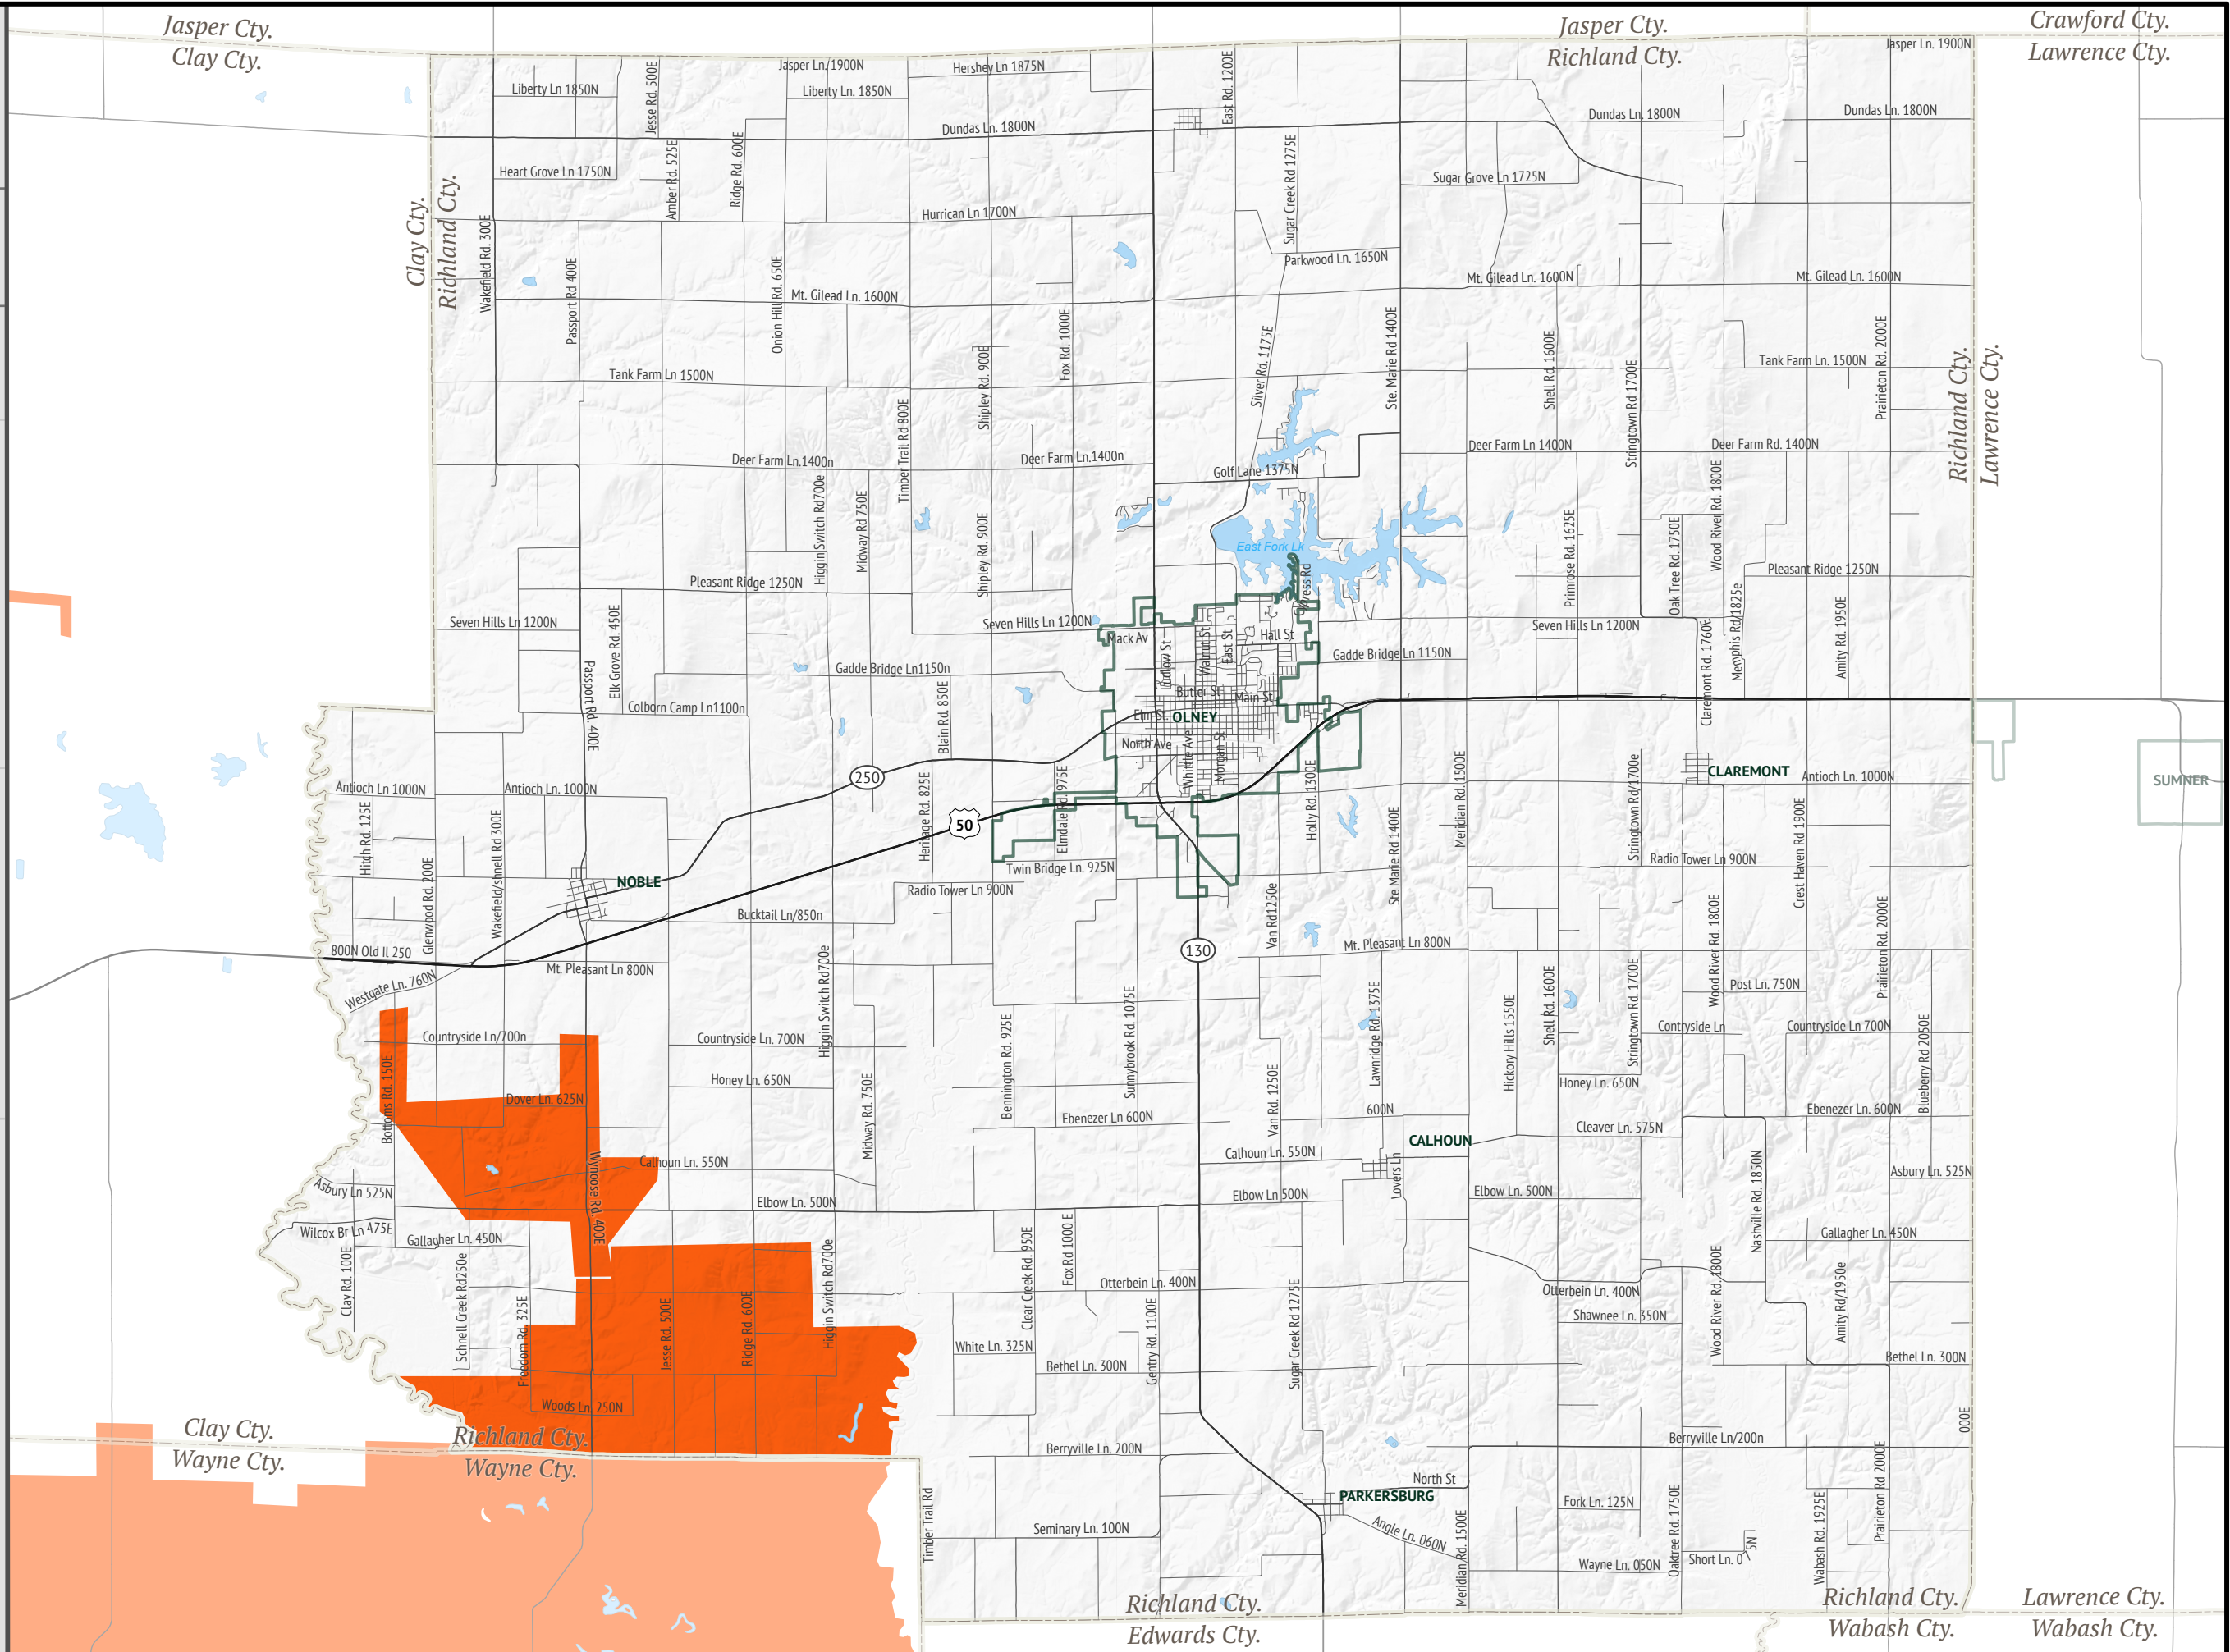 Jasper Cty.
Clay Cty.
Jasper Cty.
Richland Cty.
Crawford Cty.
Lawrence Cty.
Jasper Ln. 1900N
Jasper Ln. 1900N
Hershey Ln 1875N
Liberty Ln 1850N
Liberty Ln. 1850N
Jesse Rd. 500E
East Rd. 1200E
Dundas Ln. 1800N
Dundas Ln. 1800N
Dundas Ln. 1800N
Heart Grove Ln 1750N
Amber Rd. 525E
Ridge Rd. 600E
Sugar Creek Rd 1275E
Sugar Grove Ln 1725N
Clay Cty.
Richland Cty.
Wakefield Rd. 300E
Hurrican Ln 1700N
Parkwood Ln. 1650N
Passport Rd 400E
Onion Hill Rd. 650E
Mt. Gilead Ln. 1600N
Mt. Gilead Ln. 1600N
Mt. Gilead Ln. 1600N
Shipley Rd. 900E
Fox Rd. 1000E
Silver Rd. 1175E
Ste. Marie Rd 1400E
Shell Rd. 1600E
Stringtown Rd 1700E
Tank Farm Ln. 1500N
Prairieton Rd. 2000E
Richland Cty.
Lawrence Cty.
Tank Farm Ln 1500N
Timber Trail Rd 800E
Deer Farm Ln.1400n
Deer Farm Ln.1400n
Deer Farm Ln 1400N
Deer Farm Rd. 1400N
Golf Lane 1375N
Higgin Switch Rd700e
Midway Rd 750E
Shipley Rd. 900E
East Fork Lk
Cypress Rd
Primrose Rd. 1625E
Oak Tree Rd.1750E
Wood River Rd. 1800E
Pleasant Ridge 1250N
Pleasant Ridge 1250N
Seven Hills Ln 1200N
Elk Grove Rd. 450E
Seven Hills Ln 1200N
Seven Hills Ln 1200N
Memphis Rd/1825e
Amity Rd. 1950E
Mack Av
Ludlow St
Walnut St
East St
Hall St
Gadde Bridge Ln1150n
Gadde Bridge Ln 1150N
Claremont Rd. 1760E
Passport Rd. 400E
Colborn Camp Ln1100n
Blain Rd. 850E
Butler St
Main St
Elm St
OLNEY
North Ave
Whittle Ave
Morgan St
250
50
Antioch Ln 1000N
Antioch Ln. 1000N
CLAREMONT
Antioch Ln. 1000N
SUMNER
Hitch Rd. 125E
Glenwood Rd. 200E
Wakefield/shnell Rd 300E
Heritage Rd. 825E
Elmdale Rd.975E
Holly Rd. 1300E
Ste Marie Rd 1400E
Meridian Rd.1500E
Stringtown Rd/1700e
Crest Haven Rd 1900E
Twin Bridge Ln. 925N
Radio Tower Ln 900N
Radio Tower Ln 900N
NOBLE
Bucktail Ln/850n
Van Rd1250e
Wood River Rd. 1800E
Prairieton Rd. 2000E
800N Old Il 250
Westgate Ln. 760N
Mt. Pleasant Ln 800N
Mt. Pleasant Ln 800N
130
Higgin Switch Rd700e
Post Ln. 750N
Countryside Ln/700n
Countryside Ln. 700N
Contryside Ln
Countryside Ln 700N
Bottoms Rd. 150E
Bennington Rd. 925E
Sunnybrook Rd. 1075E
Lawnridge Rd. 1375E
Hickory Hills 1550E
Shell Rd. 1600E
Stringtown Rd. 1700E
Blueberry Rd 2050E
Honey Ln. 650N
Honey Ln. 650N
Dover Ln. 625N
Midway Rd. 750E
Van Rd. 1250E
Ebenezer Ln 600N
600N
Ebenezer Ln. 600N
Cleaver Ln. 575N
CALHOUN
Calhoun Ln. 550N
Calhoun Ln. 550N
Lovers Ln
Asbury Ln 525N
Asbury Ln. 525N
Wynoose Rd. 400E
Elbow Ln. 500N
Elbow Ln 500N
Elbow Ln. 500N
Nashville Rd. 1850N
Wilcox Br Ln 475E
Gallagher Ln. 450N
Gallagher Ln. 450N
Clay Rd. 100E
Schnell Creek Rd250e
Freedom Rd. 325E
Jesse Rd. 500E
Ridge Rd. 600E
Higgin Switch Rd700e
Clear Creek Rd. 950E
Fox Rd 1000 E
Otterbein Ln. 400N
Gentry Rd. 1100E
Sugar Creek Rd 1275E
Otterbein Ln. 400N
Wood River Rd. 1800E
Amity Rd/1950e
White Ln. 325N
Shawnee Ln. 350N
Bethel Ln. 300N
Bethel Ln. 300N
Woods Ln. 250N
Clay Cty.
Wayne Cty.
Richland Cty.
Wayne Cty.
Berryville Ln. 200N
Berryville Ln/200n
000E
North St
PARKERSBURG
Timber Trail Rd
Seminary Ln. 100N
Angle Ln. 060N
Meridian Rd. 1500E
Fork Ln. 125N
Oaktree Rd. 1750E
Wayne Ln. 050N
Short Ln. 0
5N
Wabash Rd. 1925E
Prairieton Rd 2000E
Richland Cty.
Edwards Cty.
Richland Cty.
Wabash Cty.
Lawrence Cty.
Wabash Cty.